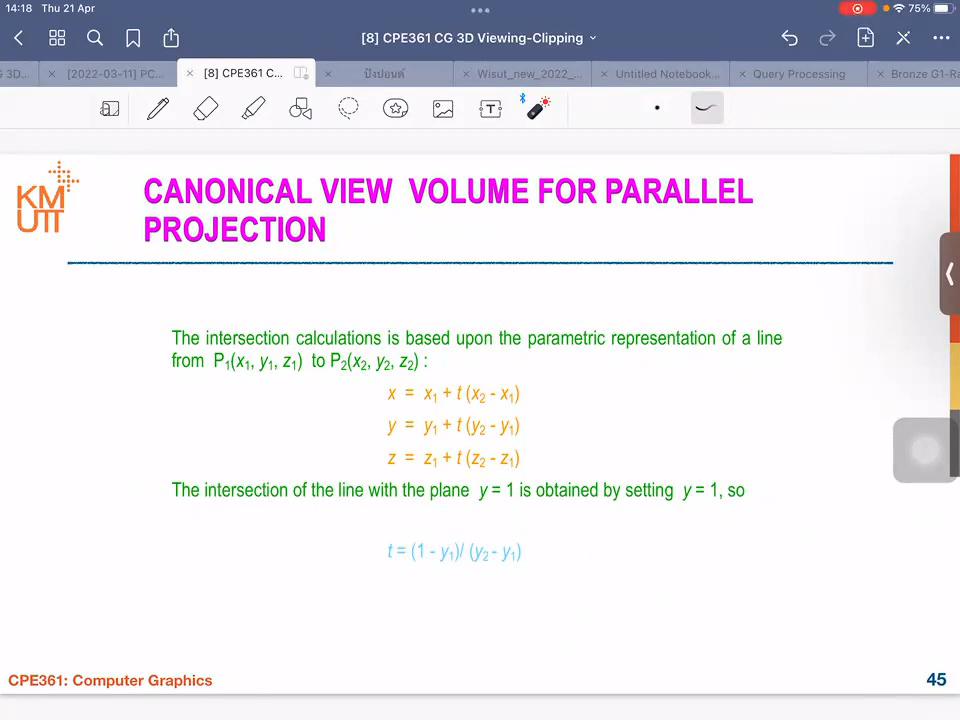 14:18 Thu 21 Apr
75%
[8] CPE361 CG 3D Viewing-Clipping
G 3D...
[2022-03-11] PC...
[8] CPE361 C...
ปังปอนด์
Wisut_new_2022_...
Untitled Notebook...
Query Processing
Bronze G1-Ra
T
KM
UTT
CANONICAL VIEW VOLUME FOR PARALLEL
PROJECTION
The intersection calculations is based upon the parametric representation of a line
from P₁(x₁, y₁, z₁) to P₂(x₂, y₂, z₂) :
x = x₁ + t (x₂ - x₁)
y = y₁ + t (y₂ - y₁)
z = z₁ + t (z₂ - z₁)
The intersection of the line with the plane y = 1 is obtained by setting y = 1, so
t = (1 - y₁)/ (y₂ - y₁)
CPE361: Computer Graphics
45